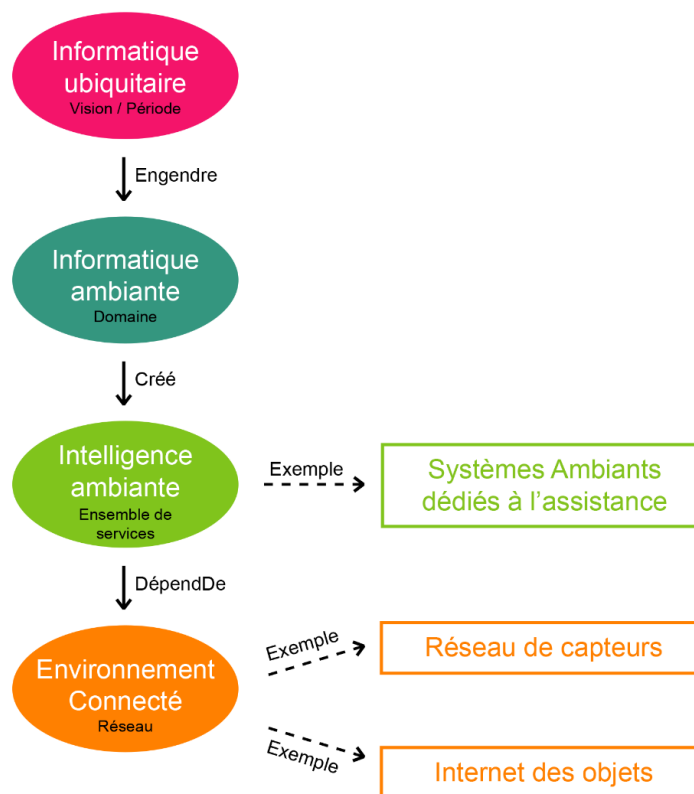 Informatique
ubiquitaire
Vision / Période
Engendre
Informatique
ambiante
Domaine
Créé
Intelligence
ambiante
Ensemble de
services
Exemple
Systèmes Ambiants
dédiés à l'assistance
DépendDe
Environnement
Connecté
Réseau
Exemple
Réseau de capteurs
Exemple
Internet des objets